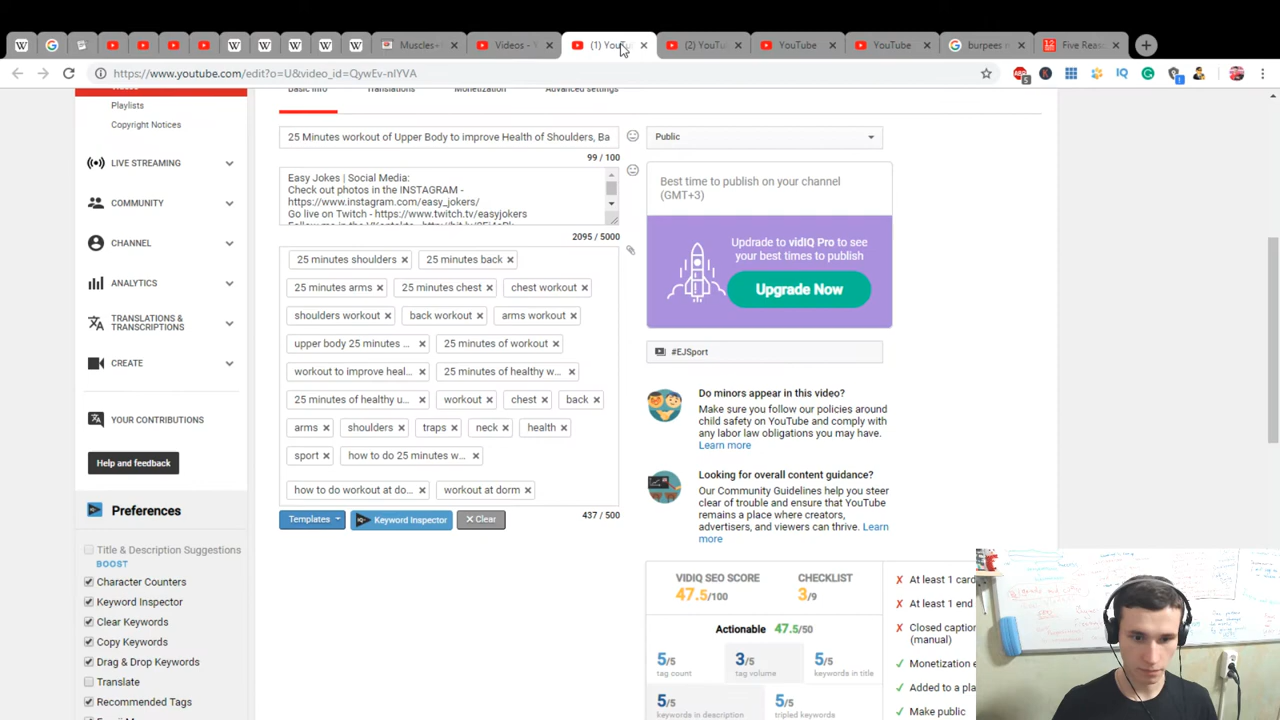 Muscles+
Videos -
(1) YouTu
(2) YouTu
YouTube
YouTube
burpees
Five Reas
https://www.youtube.com/edit?o=U&video_id=QywEv-nIYVA
Videos
Playlists
Copyright Notices
LIVE STREAMING
COMMUNITY
CHANNEL
ANALYTICS
TRANSLATIONS &
TRANSCRIPTIONS
CREATE
YOUR CONTRIBUTIONS
Help and feedback
Preferences
Title & Description Suggestions
BOOST
Character Counters
Keyword Inspector
Clear Keywords
Copy Keywords
Drag & Drop Keywords
Translate
Recommended Tags
Basic info Translations Monetization Advanced settings
25 Minutes workout of Upper Body to improve Health of Shoulders, Ba
99 / 100
Easy Jokes | Social Media:
Check out photos in the INSTAGRAM -
https://www.instagram.com/easy_jokers/
Go live on Twitch - https://www.twitch.tv/easyjokers
2095 / 5000
25 minutes shoulders 25 minutes back
25 minutes arms 25 minutes chest chest workout
shoulders workout back workout arms workout
upper body 25 minutes ... 25 minutes of workout
workout to improve heal... 25 minutes of healthy w...
25 minutes of healthy u... workout chest back
arms shoulders traps neck health
sport how to do 25 minutes w...
how to do workout at do... workout at dorm
437 / 500
Templates Keyword Inspector Clear
Public
Best time to publish on your channel
(GMT+3)
Updrade to vidIQ Pro to see
your best times to publish
Upgrade Now
#EJSport
Do minors appear in this video?
Make sure you follow our policies around
child safety on YouTube and comply with
any labor law obligations you may have.
Learn more
Looking for overall content guidance?
Our Community Guidelines help you steer
clear of trouble and ensure that YouTube
remains a place where creators,
advertisers, and viewers can thrive. Learn
more
VIDIQ SEO SCORE
47.5/100
CHECKLIST
3/9
Actionable 47.5/50
5/5
tag count
3/5
tag volume
5/5
keywords in title
5/5
keywords in description
5/5
tripled keywords
At least 1 card
At least 1 end
Closed caption
(manual)
Monetization e
Added to a pla
Make public